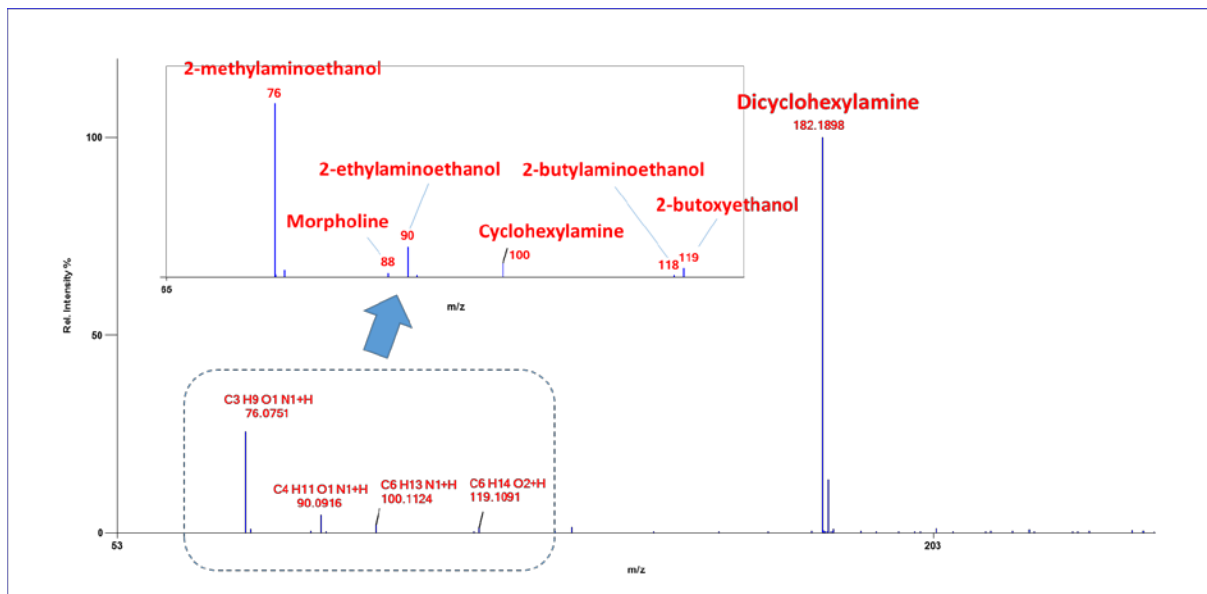 2-methylaminoethanol
76
Dicyclohexylamine
182.1898
100
2-ethylaminoethanol
2-butylaminoethanol
2-butoxyethanol
Morpholine
90
Cyclohexylamine
88
100
118
119
65
m/z
Rel. Intensity %
50
C3 H9 O1 N1+H
76.0751
C4 H11 O1 N1+H
90.0916
C6 H13 N1+H
100.1124
C6 H14 O2+H
119.1091
0
53
203
m/z